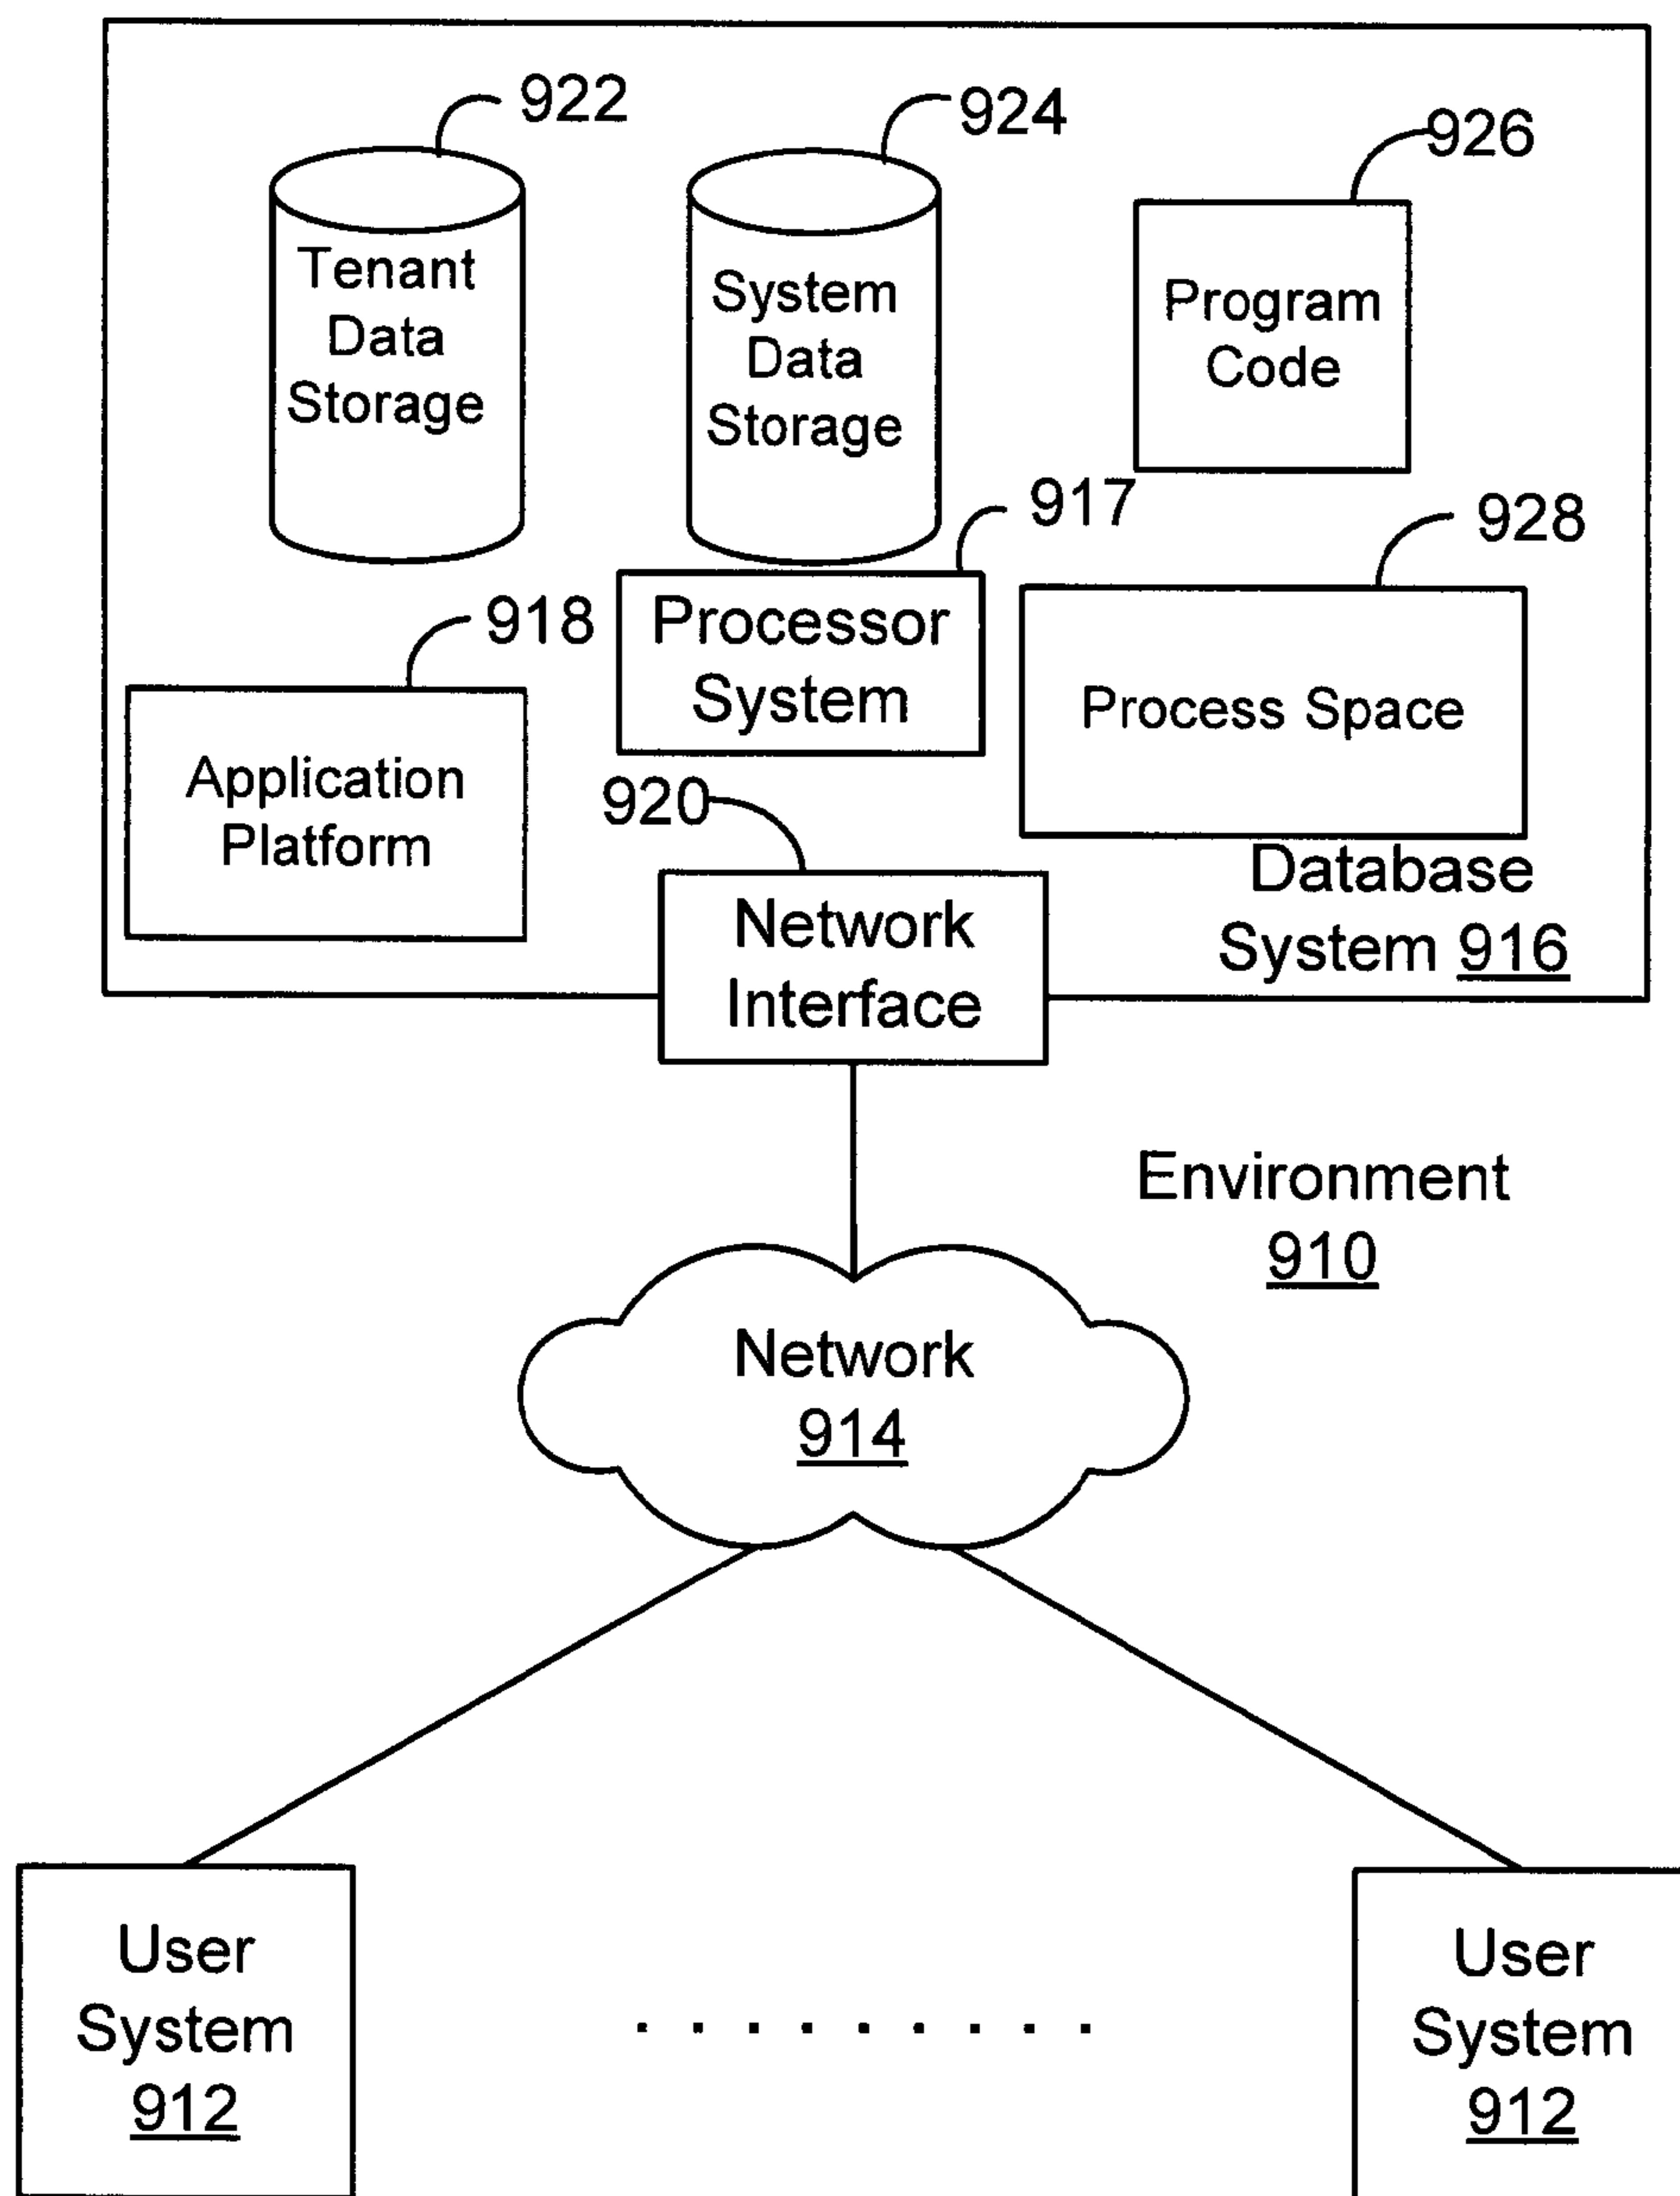 922
924
926
Tenant
Data
Storage
System
Data
Storage
Program
Code
917
928
918
Processor
System
Process Space
Application
Platform
920
Database
System 916
Network
Interface
Environment
910
Network
914
User
System
912
User
System
912